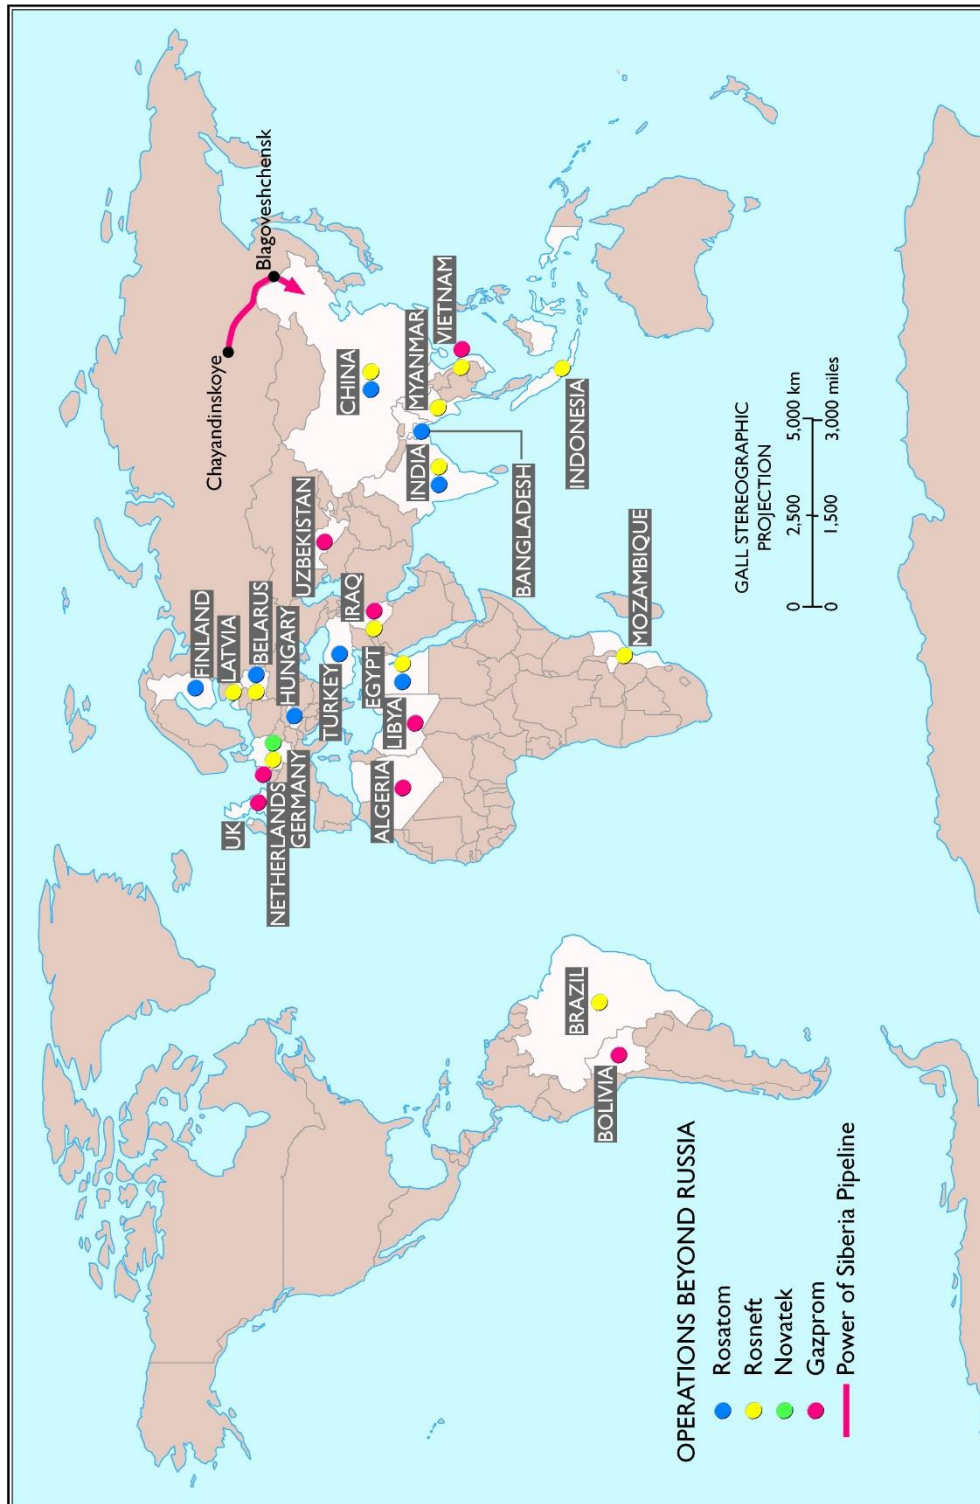 Chayandinskoye
Blagoveshchensk
FINLAND
LATVIA
BELARUS
HUNGARY
UK
NETHERLANDS
GERMANY
TURKEY
UZBEKISTAN
IRAQ
EGYPT
LIBYA
ALGERIA
CHINA
MYANMAR
VIETNAM
INDIA
BANGLADESH
INDONESIA
MOZAMBIQUE
BRAZIL
BOLIVIA
GALL STEREOGRAPHIC
PROJECTION
0 2,500 5,000 km
0 1,500 3,000 miles
OPERATIONS BEYOND RUSSIA
Rosatom
Rosneft
Novatek
Gazprom
Power of Siberia Pipeline